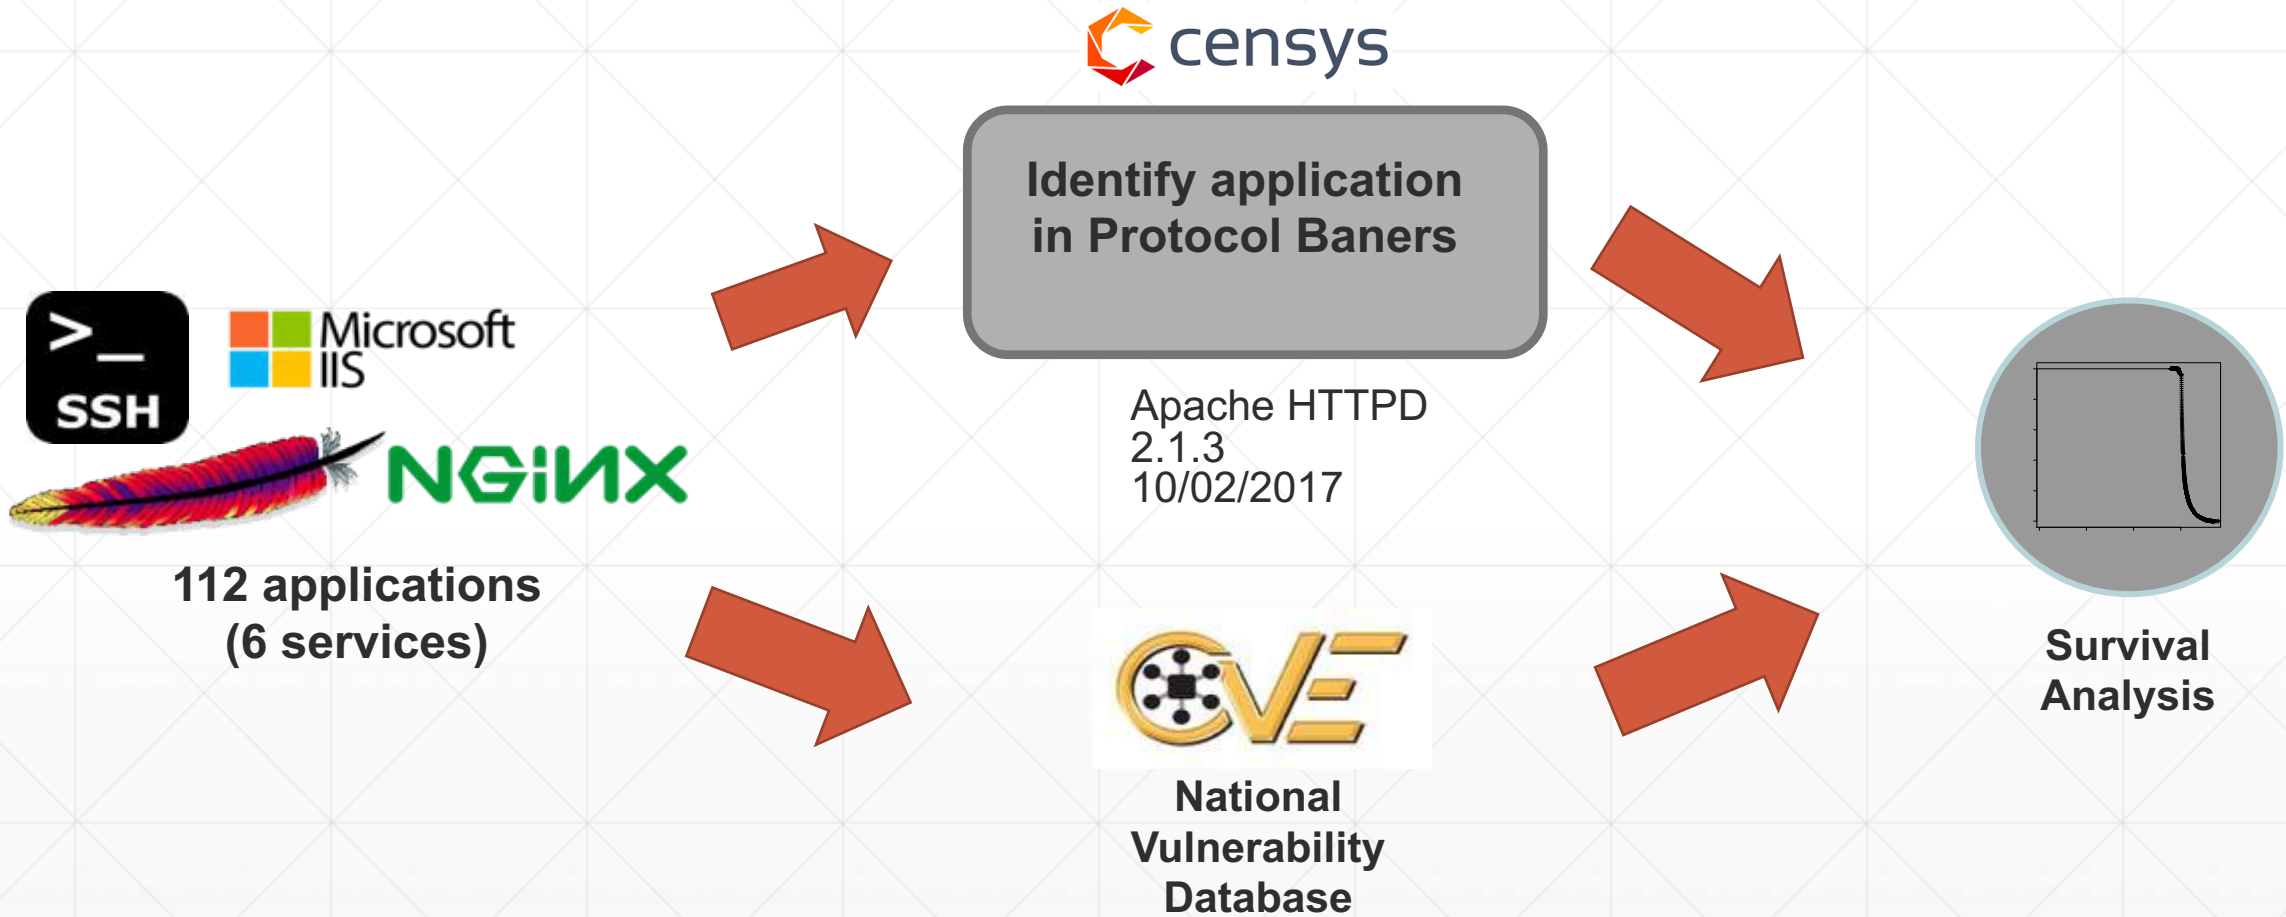 censys
Identify application
in Protocol Baners
>_
SSH
Microsoft
IIS
NGiNX
112 applications
(6 services)
Apache HTTPD
2.1.3
10/02/2017
CVE
National
Vulnerability
Database
Survival
Analysis